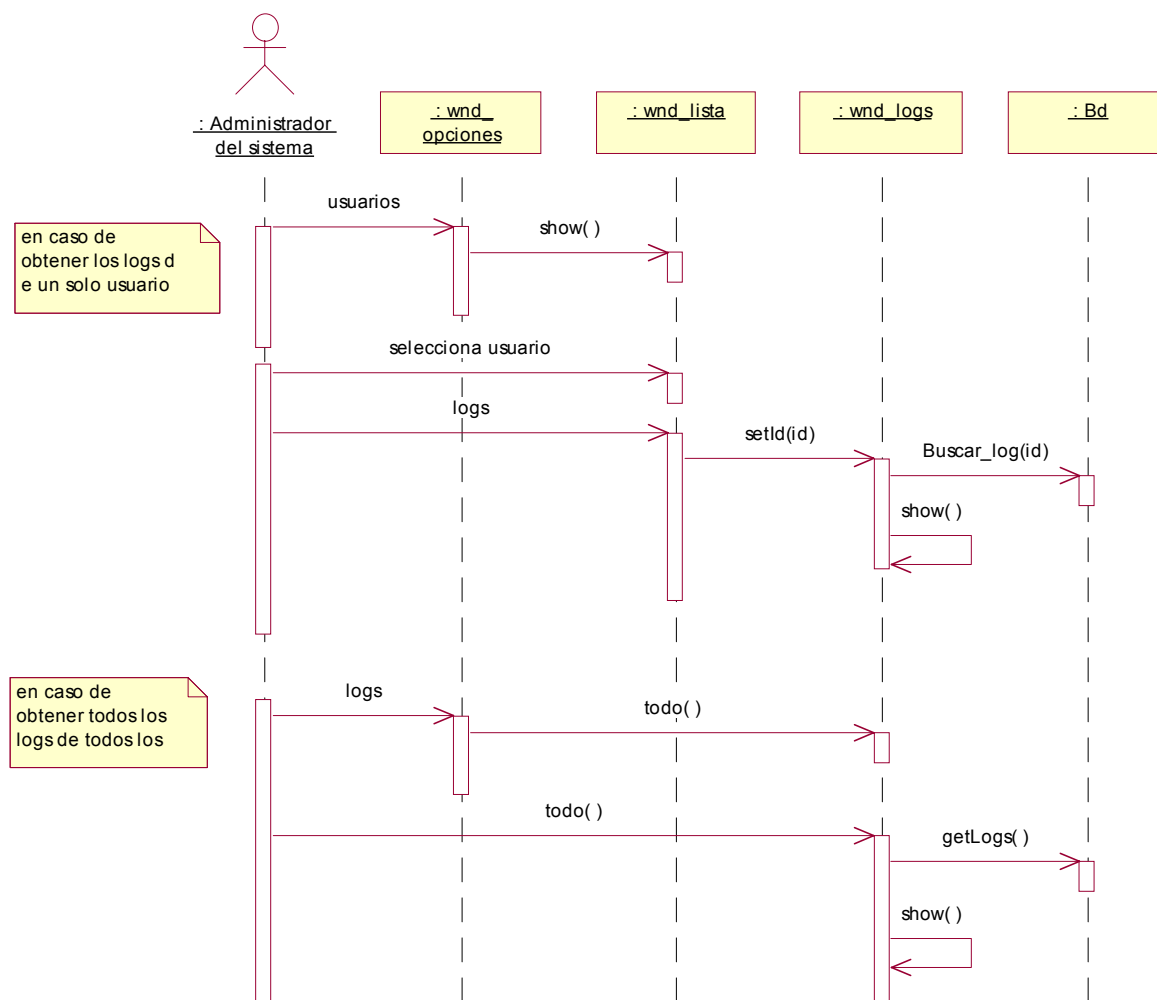 : Administrador
del sistema
: wnd_
opciones
: wnd_lista
: wnd_logs
: Bd
en caso de
obtener los logs d
e un solo usuario
usuarios
show( )
selecciona usuario
logs
setId(id)
Buscar_log(id)
show( )
en caso de
obtener todos los
logs de todos los
logs
todo( )
todo( )
getLogs( )
show( )